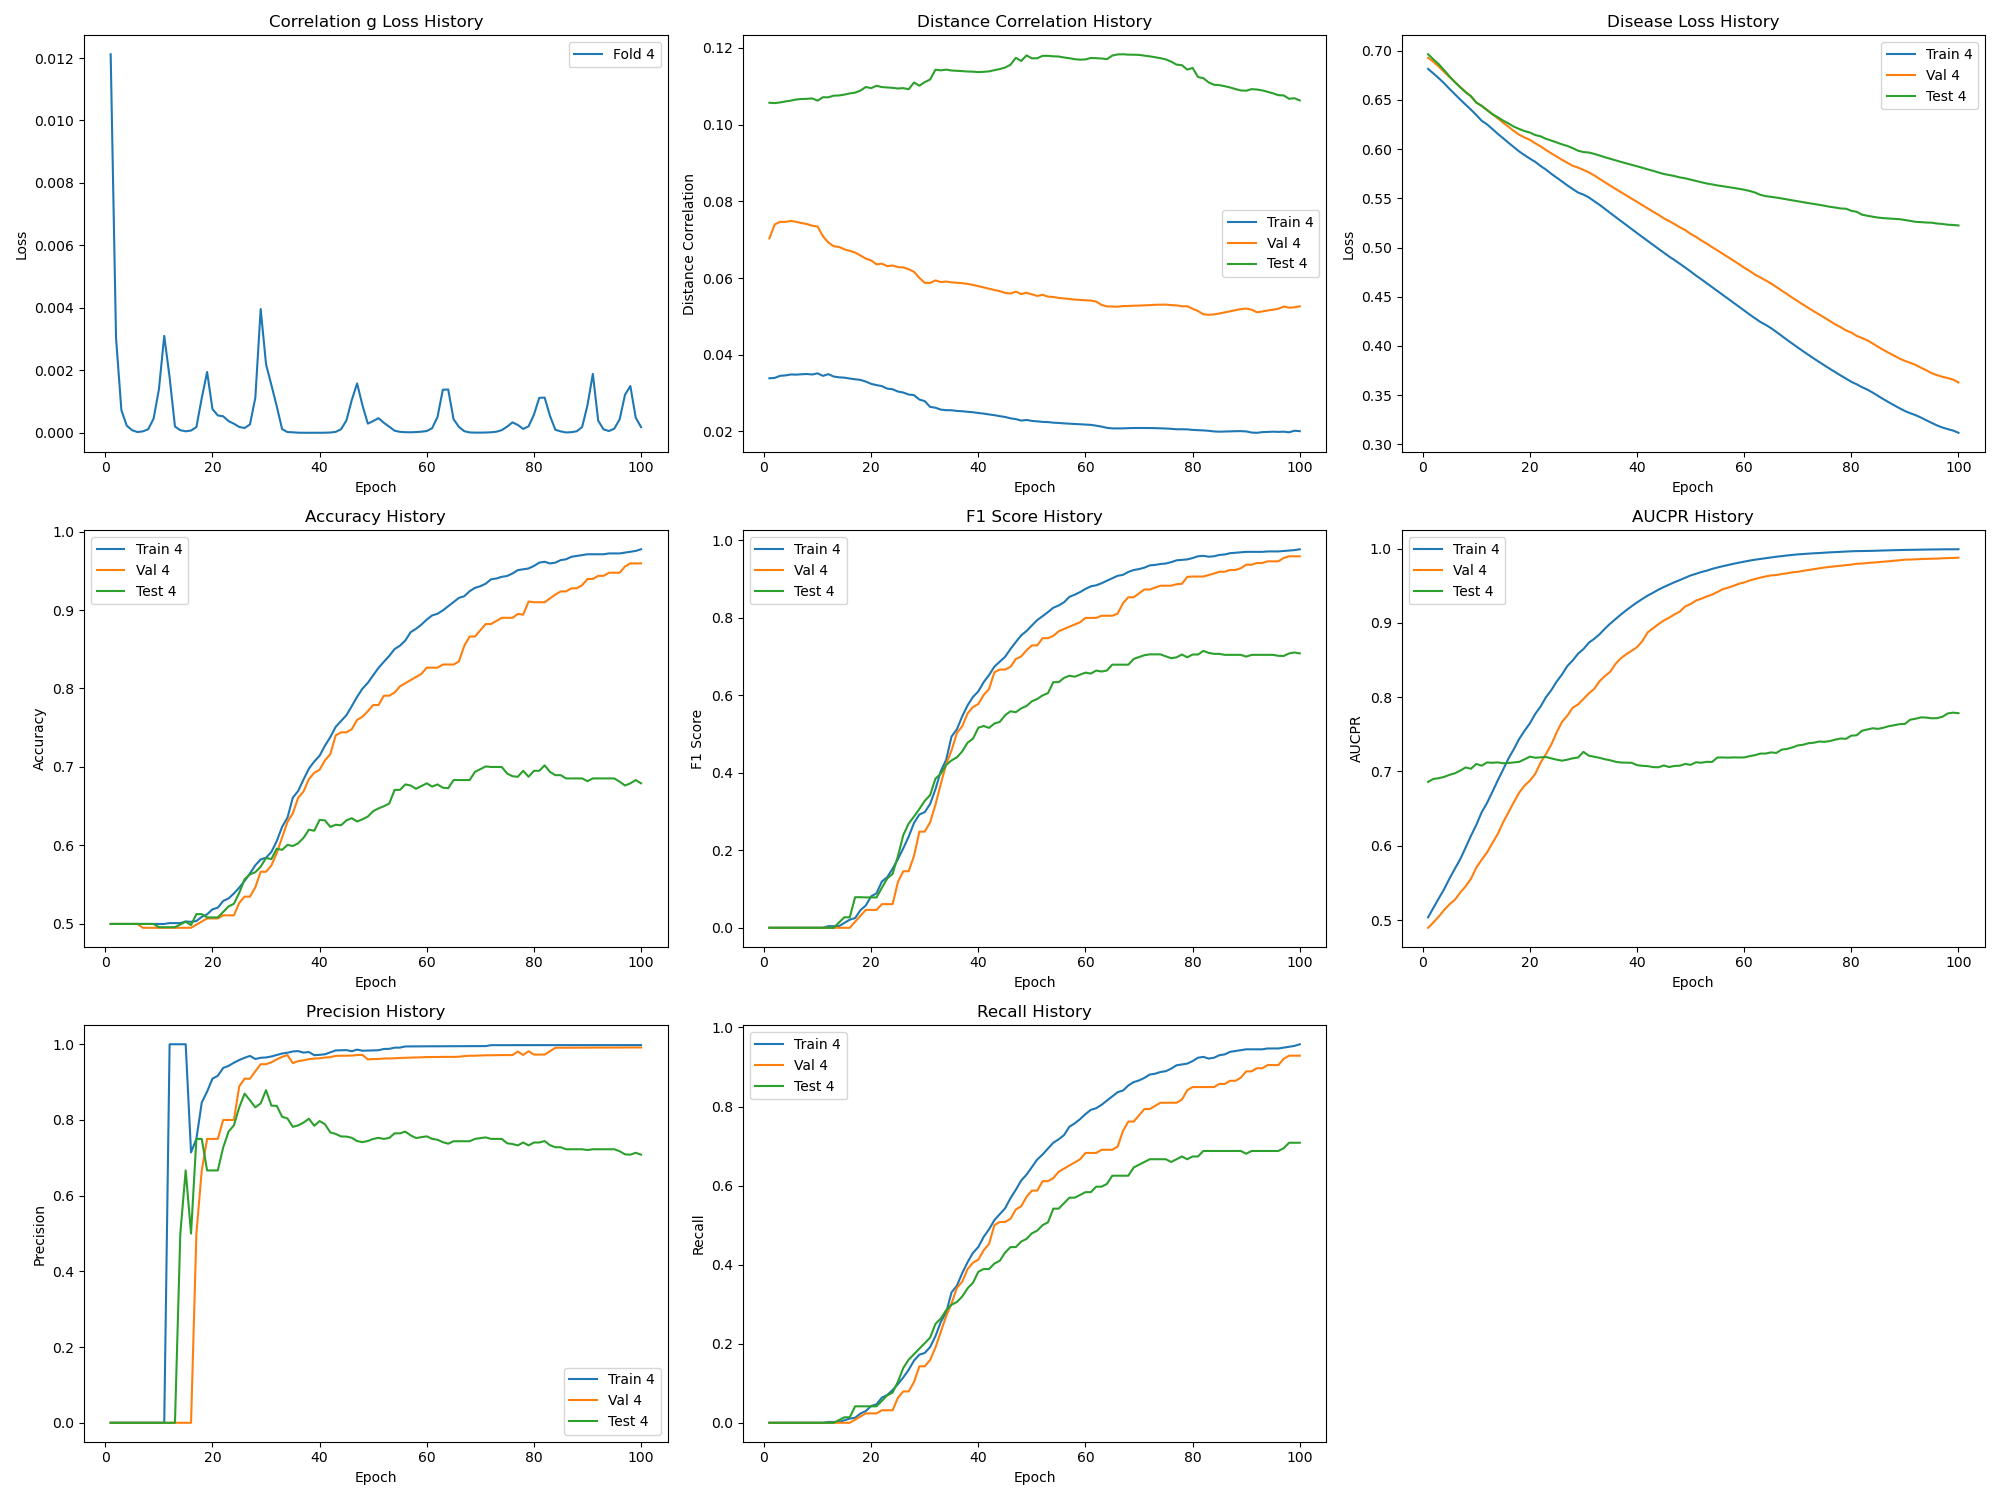 Correlation g Loss History
Loss
0.012
0.010
0.008
0.006
0.004
0.002
0.000
Fold 4
0 20 40 60 80 100
Epoch
Distance Correlation History
Distance Correlation
0.12
0.10
0.08
0.06
0.04
0.02
Train 4
Val 4
Test 4
0 20 40 60 80 100
Epoch
Disease Loss History
Loss
0.70
0.65
0.60
0.55
0.50
0.45
0.40
0.35
0.30
Train 4
Val 4
Test 4
0 20 40 60 80 100
Epoch
Accuracy History
Accuracy
1.0
0.9
0.8
0.7
0.6
0.5
Train 4
Val 4
Test 4
0 20 40 60 80 100
Epoch
F1 Score History
F1 Score
1.0
0.8
0.6
0.4
0.2
0.0
Train 4
Val 4
Test 4
0 20 40 60 80 100
Epoch
AUCPR History
AUCPR
1.0
0.9
0.8
0.7
0.6
0.5
Train 4
Val 4
Test 4
0 20 40 60 80 100
Epoch
Precision History
Precision
1.0
0.8
0.6
0.4
0.2
0.0
Train 4
Val 4
Test 4
0 20 40 60 80 100
Epoch
Recall History
Recall
1.0
0.8
0.6
0.4
0.2
0.0
Train 4
Val 4
Test 4
0 20 40 60 80 100
Epoch